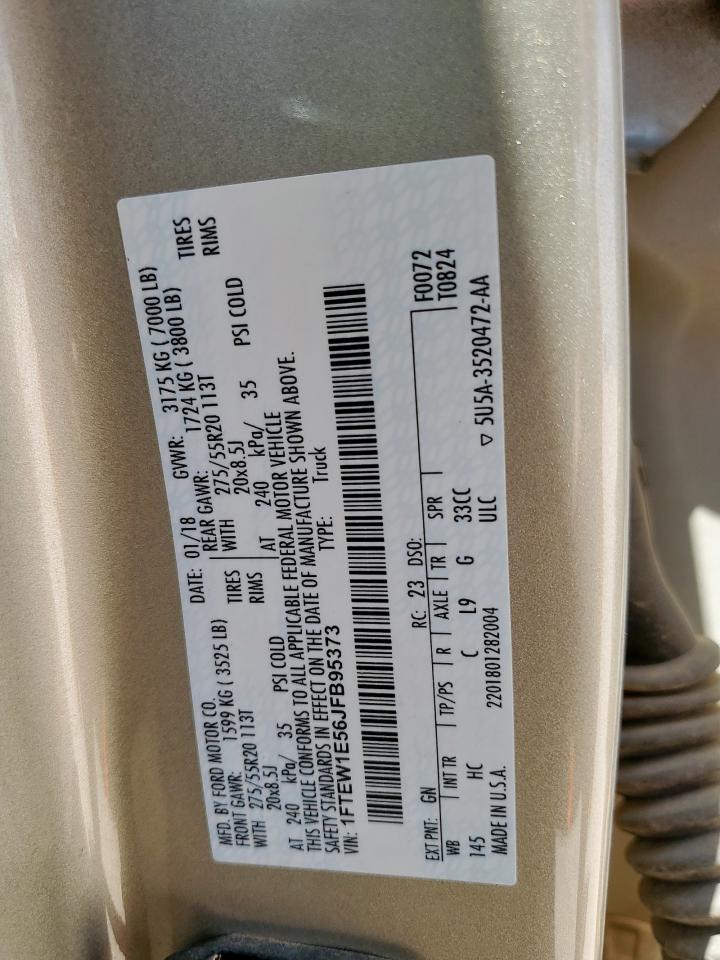 MFD. BY FORD MOTOR CO.
DATE: 01/18 GVWR: 3175 KG ( 7000 LB)
FRONT GAWR: 1599 KG ( 3525 LB) REAR GAWR: 1724 KG ( 3800 LB)
WITH 275/55R20 113T TIRES WITH 275/55R20 113T TIRES
20x8.5J RIMS 20x8.5J RIMS
AT 240 kPa/ 35 PSI COLD AT 240 kPa/ 35 PSI COLD
THIS VEHICLE CONFORMS TO ALL APPLICABLE FEDERAL MOTOR VEHICLE
SAFETY STANDARDS IN EFFECT ON THE DATE OF MANUFACTURE SHOWN ABOVE.
VIN: 1FTEW1E56JFB95373 TYPE: Truck
EXT PNT: GN RC: 23 DSO: F0072
WB INT TR TP/PS R AXLE TR SPR T0824
145 HC C L9 G 33CC
MADE IN U.S.A. 2201801282004 ULC ▽ 5U5A-3520472-AA